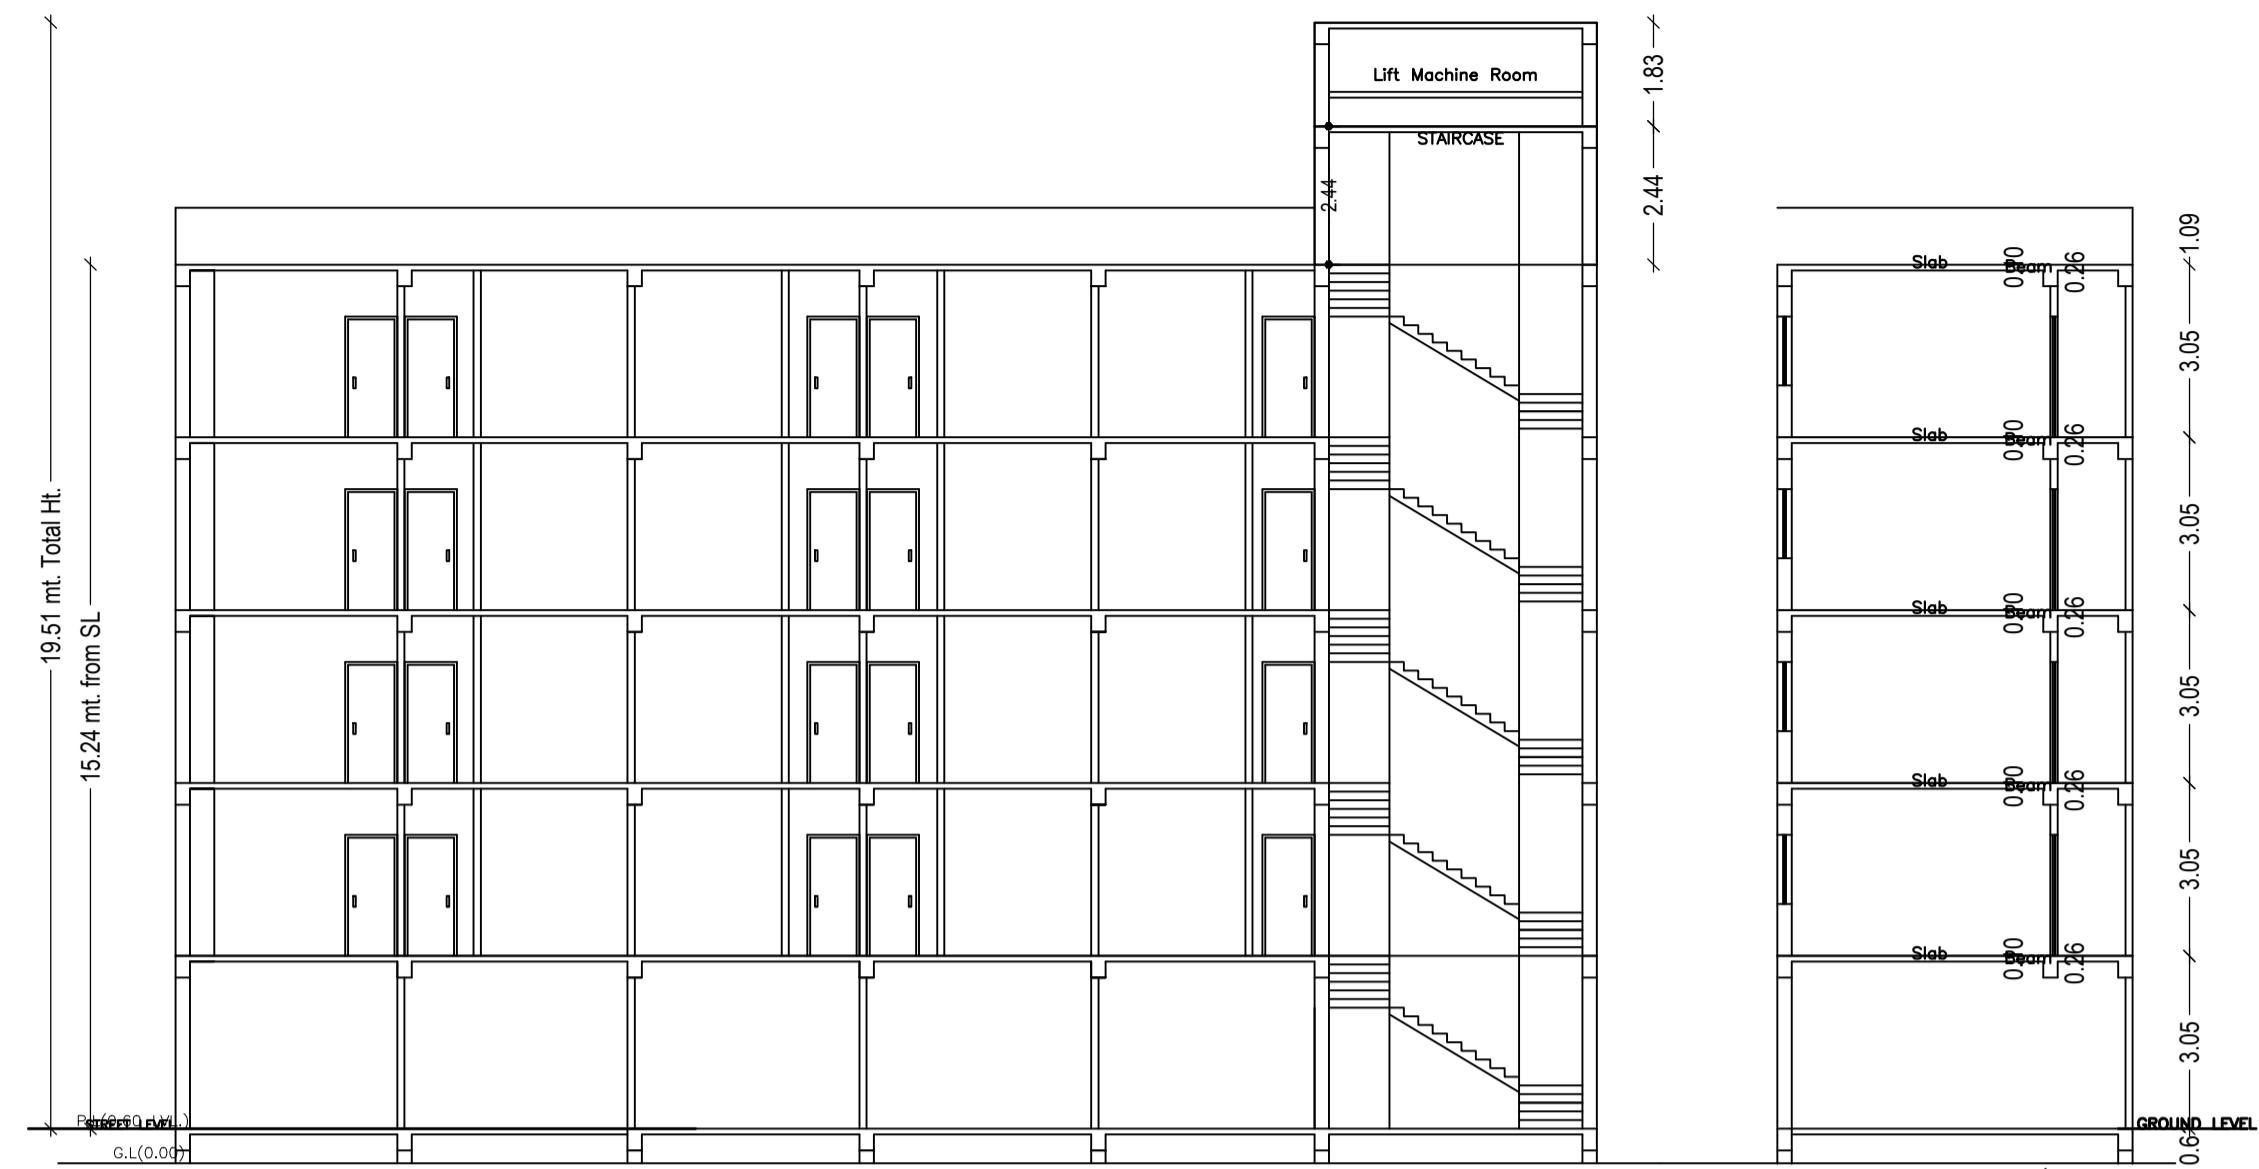 Lift Machine Room
STAIRCASE
2.44
1.83
2.44
19.51 mt. Total Ht.
15.24 mt. from SL
Slab
Beam
0.26
1.09
3.05
Slab
Beam
0.26
3.05
Slab
Beam
0.26
3.05
Slab
Beam
0.26
3.05
Slab
Beam
0.26
3.05
STREET LEVEL
G.L(0.00)
GROUND LEVEL